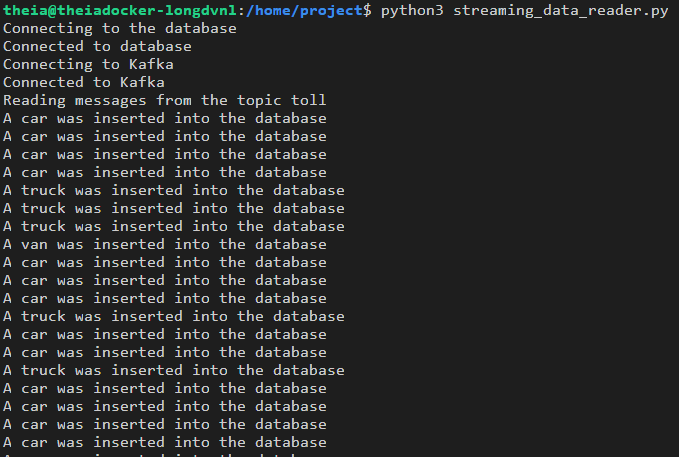 theia@theiadocker-longdvnl:/home/project$ python3 streaming_data_reader.py
Connecting to the database
Connected to database
Connecting to Kafka
Connected to Kafka
Reading messages from the topic toll
A car was inserted into the database
A car was inserted into the database
A car was inserted into the database
A car was inserted into the database
A truck was inserted into the database
A truck was inserted into the database
A truck was inserted into the database
A van was inserted into the database
A car was inserted into the database
A car was inserted into the database
A car was inserted into the database
A truck was inserted into the database
A car was inserted into the database
A car was inserted into the database
A truck was inserted into the database
A car was inserted into the database
A car was inserted into the database
A car was inserted into the database
A car was inserted into the database